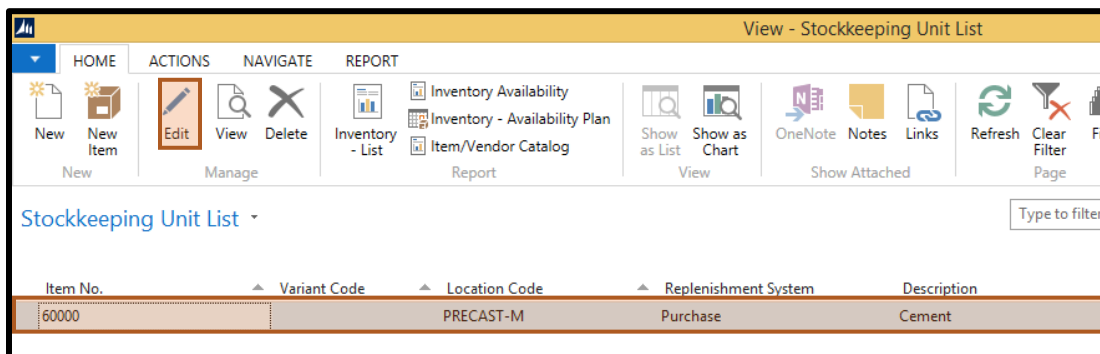 View - Stockkeeping Unit List
HOME ACTIONS NAVIGATE REPORT
New
New Item
Edit
View
Delete
Inventory - List
Inventory Availability
Inventory - Availability Plan
Item/Vendor Catalog
Show as List
Show as Chart
OneNote
Notes
Links
Refresh
Clear Filter
New Manage Report View Show Attached Page
Stockkeeping Unit List
Type to filter
Item No. Variant Code Location Code Replenishment System Description
60000 PRECAST-M Purchase Cement